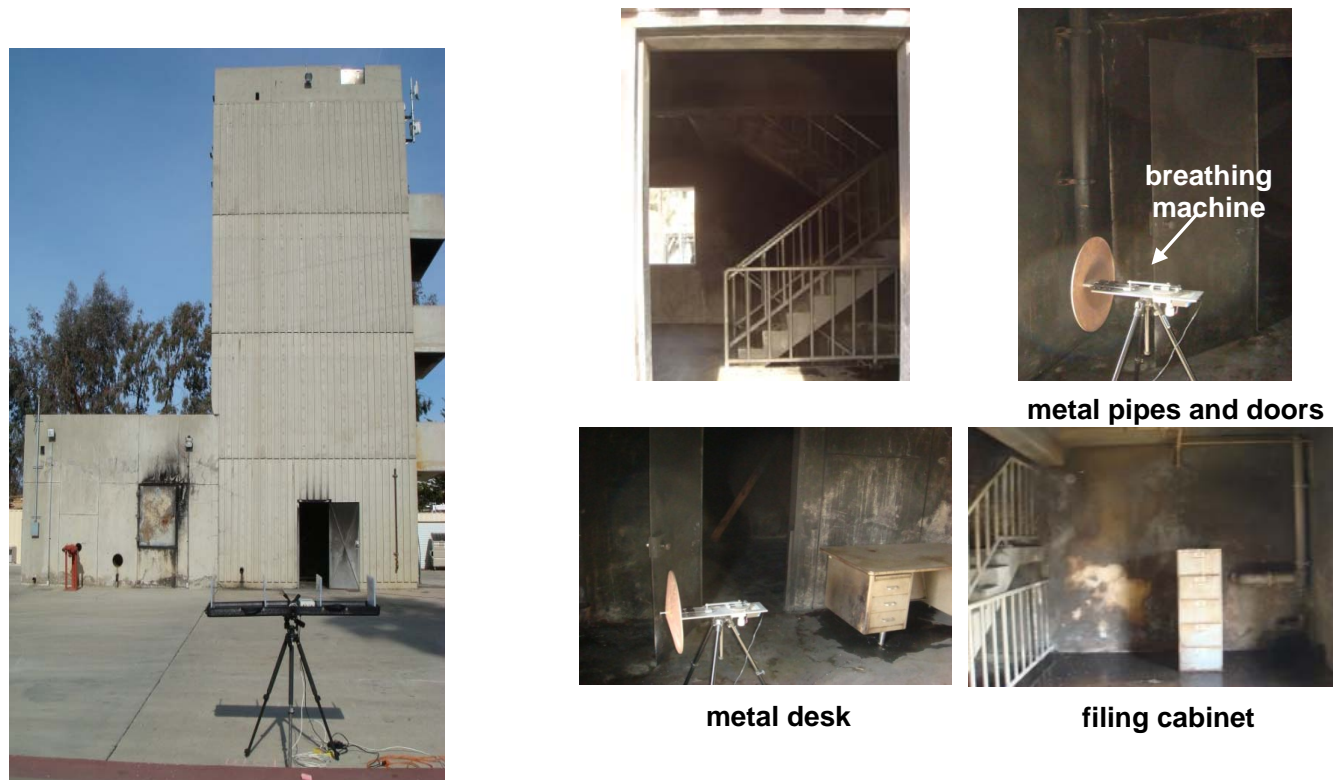 breathing
machine
metal pipes and doors
metal desk
filing cabinet